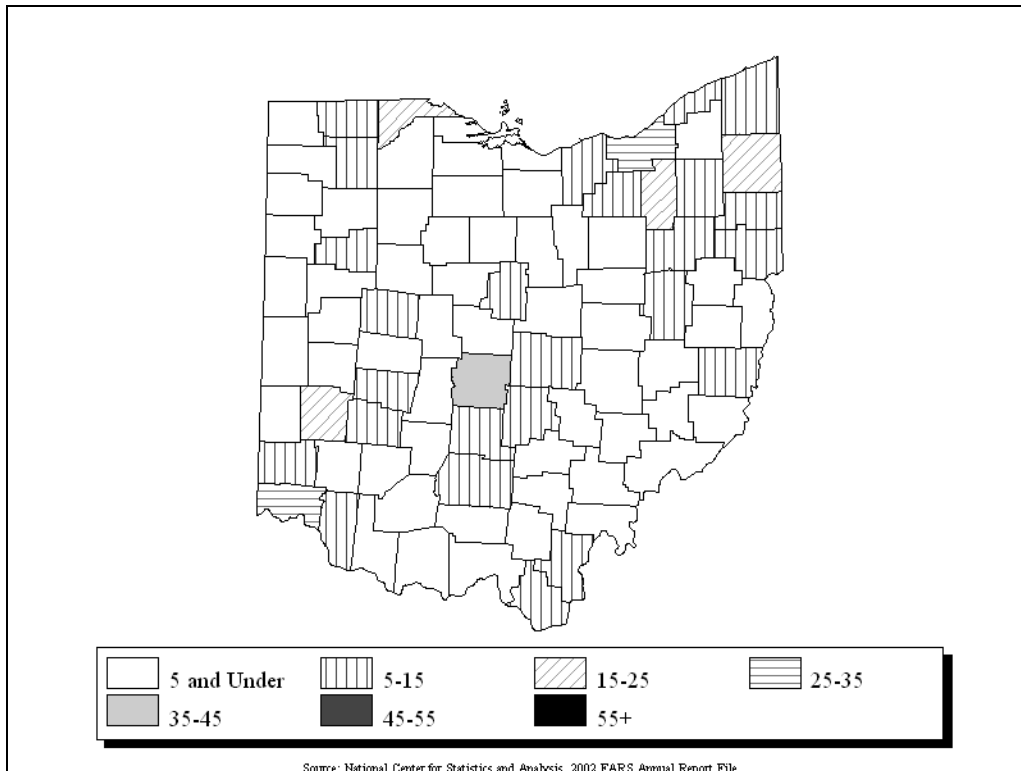 5 and Under 5-15 15-25 25-35
35-45 45-55 55+
Source: National Center for Statistics and Analysis, 2002 FARS Annual Report File